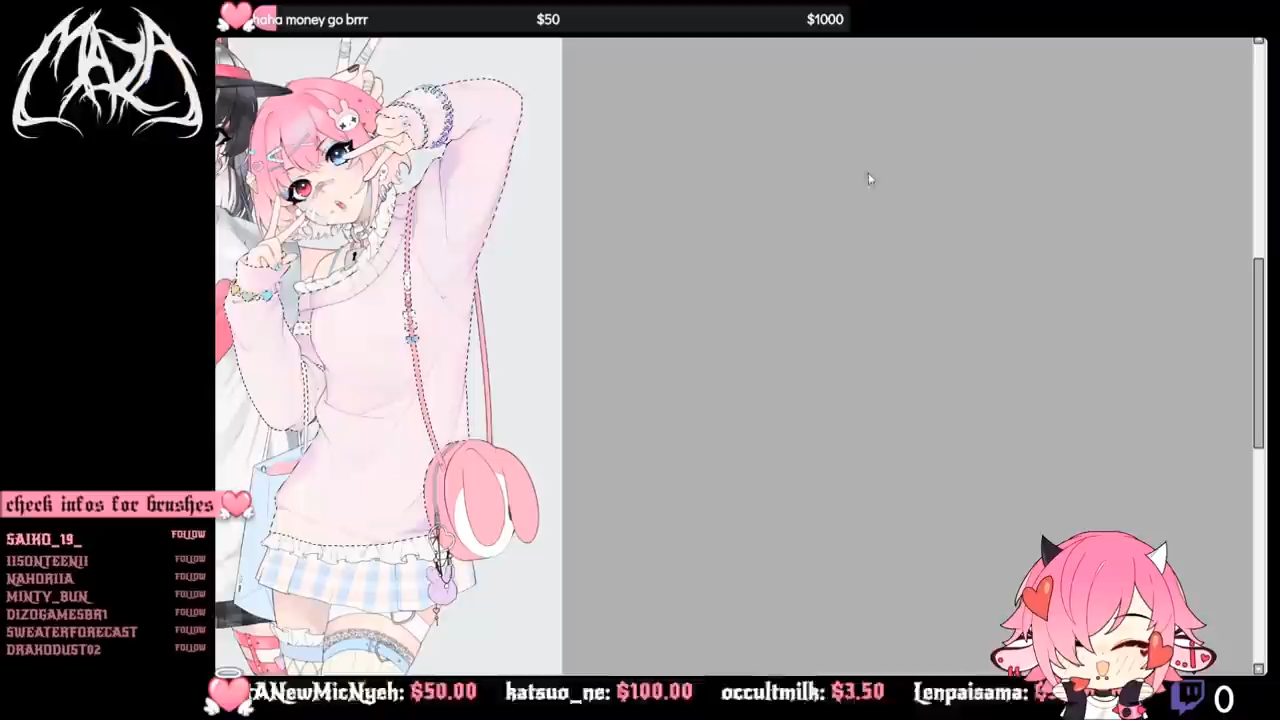 MAYA
haha money go brrr $50 $1000
check infos for brushes
SAIKO_19_ FOLLOW
11SONTEEN11 FOLLOW
NAHORIIA FOLLOW
MINTY_BUN_ FOLLOW
DIZOGAMESBR1 FOLLOW
SWEATERFORECAST FOLLOW
DRAKODUST02 FOLLOW
ANewMicNyeh: $50.00 katsuo_ne: $100.00 occultmilk: $3.50 Lenpaisama:
0